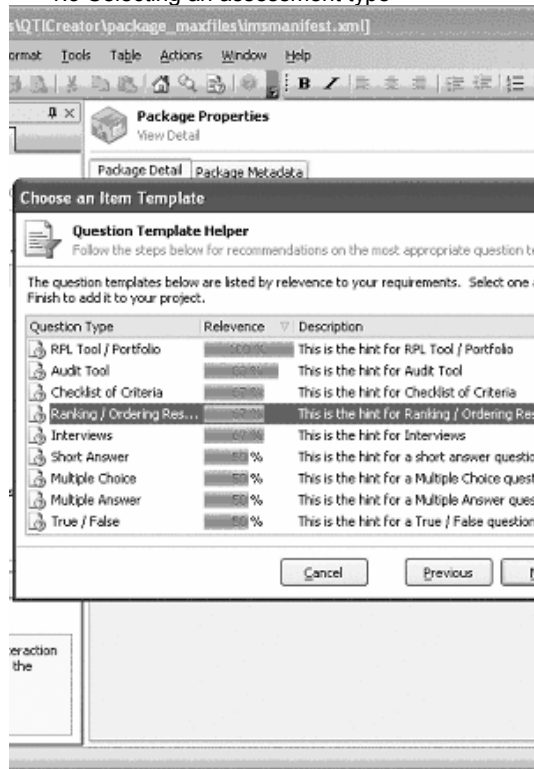 Selecting an assessment type
\QTICreator\package_maxfiles\imsmanifest.xml]
ormat Tools Table Actions Window Help
B I
Package Properties
View Detail
Package Detail Package Metadata
Choose an Item Template
Question Template Helper
Follow the steps below for recommendations on the most appropriate question te
The question templates below are listed by relevence to your requirements. Select one a
Finish to add it to your project.
Question Type Relevence Description
RPL Tool / Portfolio 100 % This is the hint for RPL Tool / Portfolio
Audit Tool This is the hint for Audit Tool
Checklist of Criteria 67 % This is the hint for Checklist of Criteria
Ranking / Ordering Res... 67 % This is the hint for Ranking / Ordering Res
Interviews 67 % This is the hint for Interviews
Short Answer 50 % This is the hint for a short answer questio
Multiple Choice 50 % This is the hint for a Multiple Choice quest
Multiple Answer 50 % This is the hint for a Multiple Answer ques
True / False 50 % This is the hint for a True / False question
Cancel Previous
eraction
the